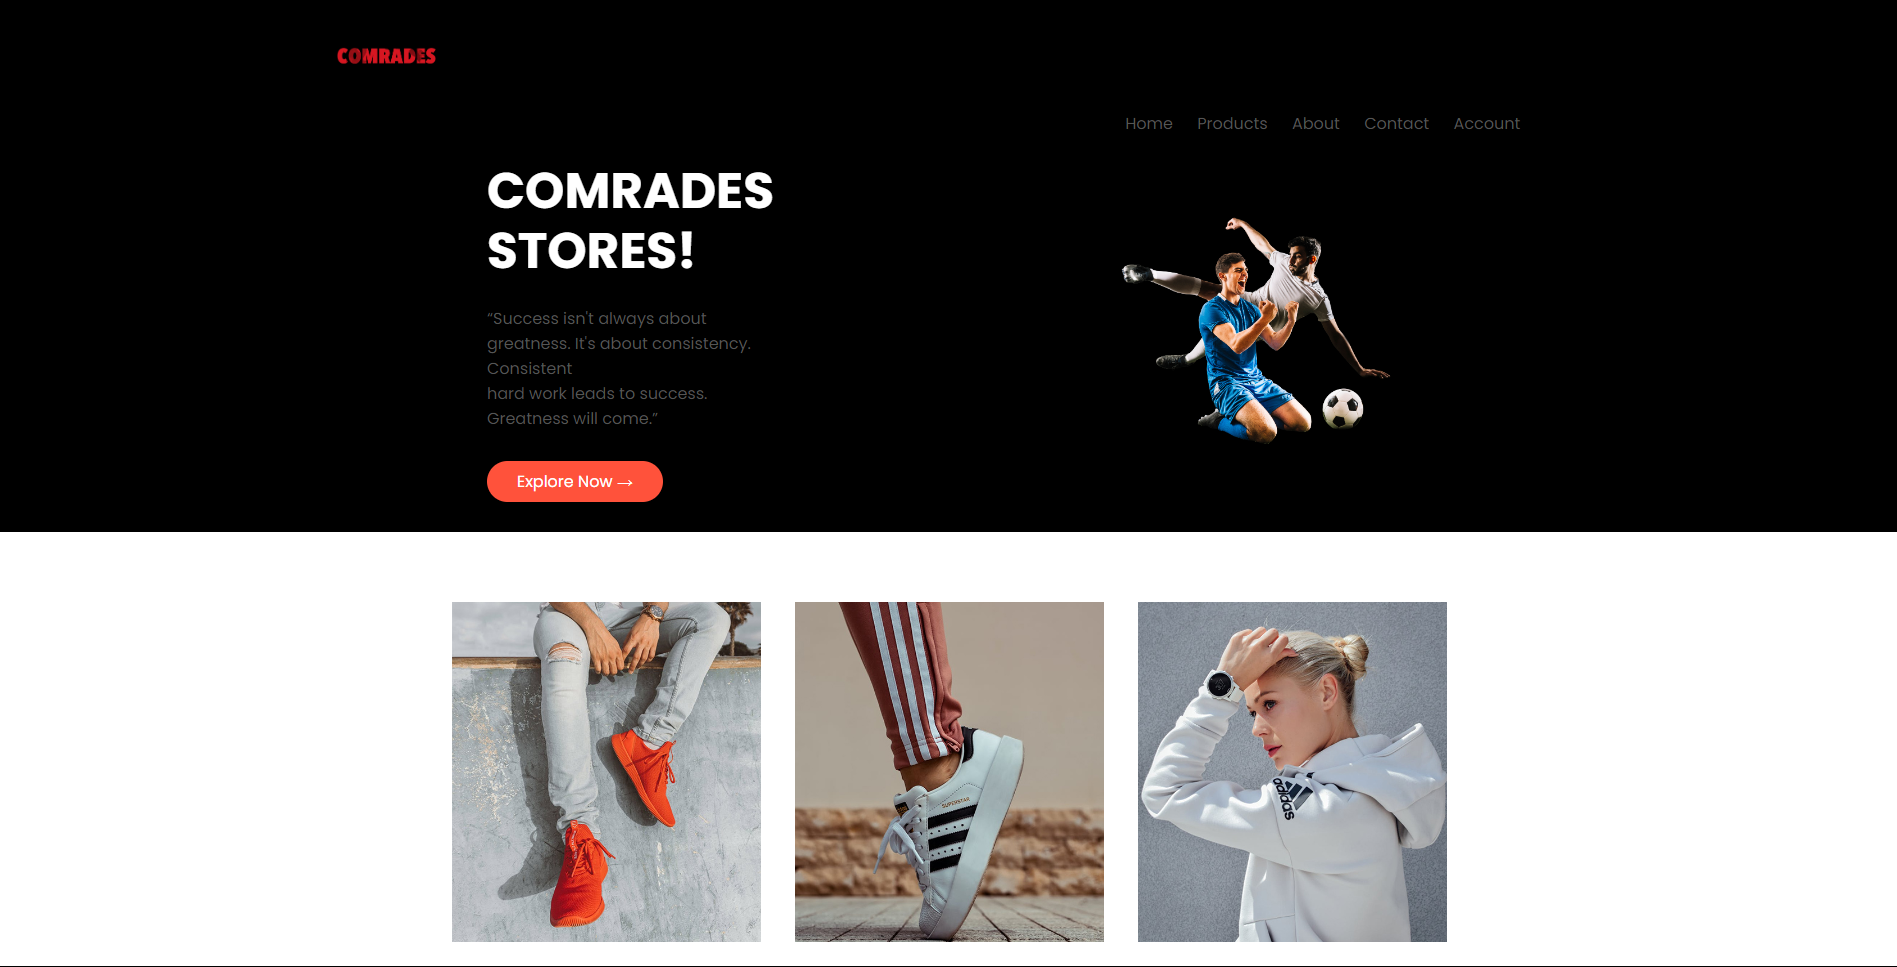 COMRADES
Home Products About Contact Account
COMRADES
STORES!
“Success isn't always about
greatness. It's about consistency.
Consistent
hard work leads to success.
Greatness will come.”
Explore Now →
SUPERSTAR
adidas